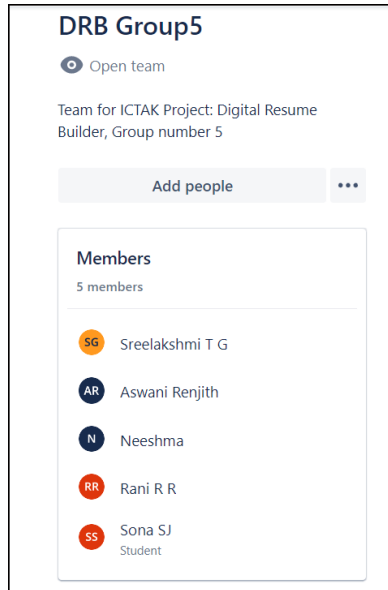 DRB Group5
Open team
Team for ICTAK Project: Digital Resume
Builder, Group number 5
Add people
Members
5 members
SG Sreelakshmi T G
AR Aswani Renjith
N Neeshma
RR Rani R R
SS Sona SJ
Student